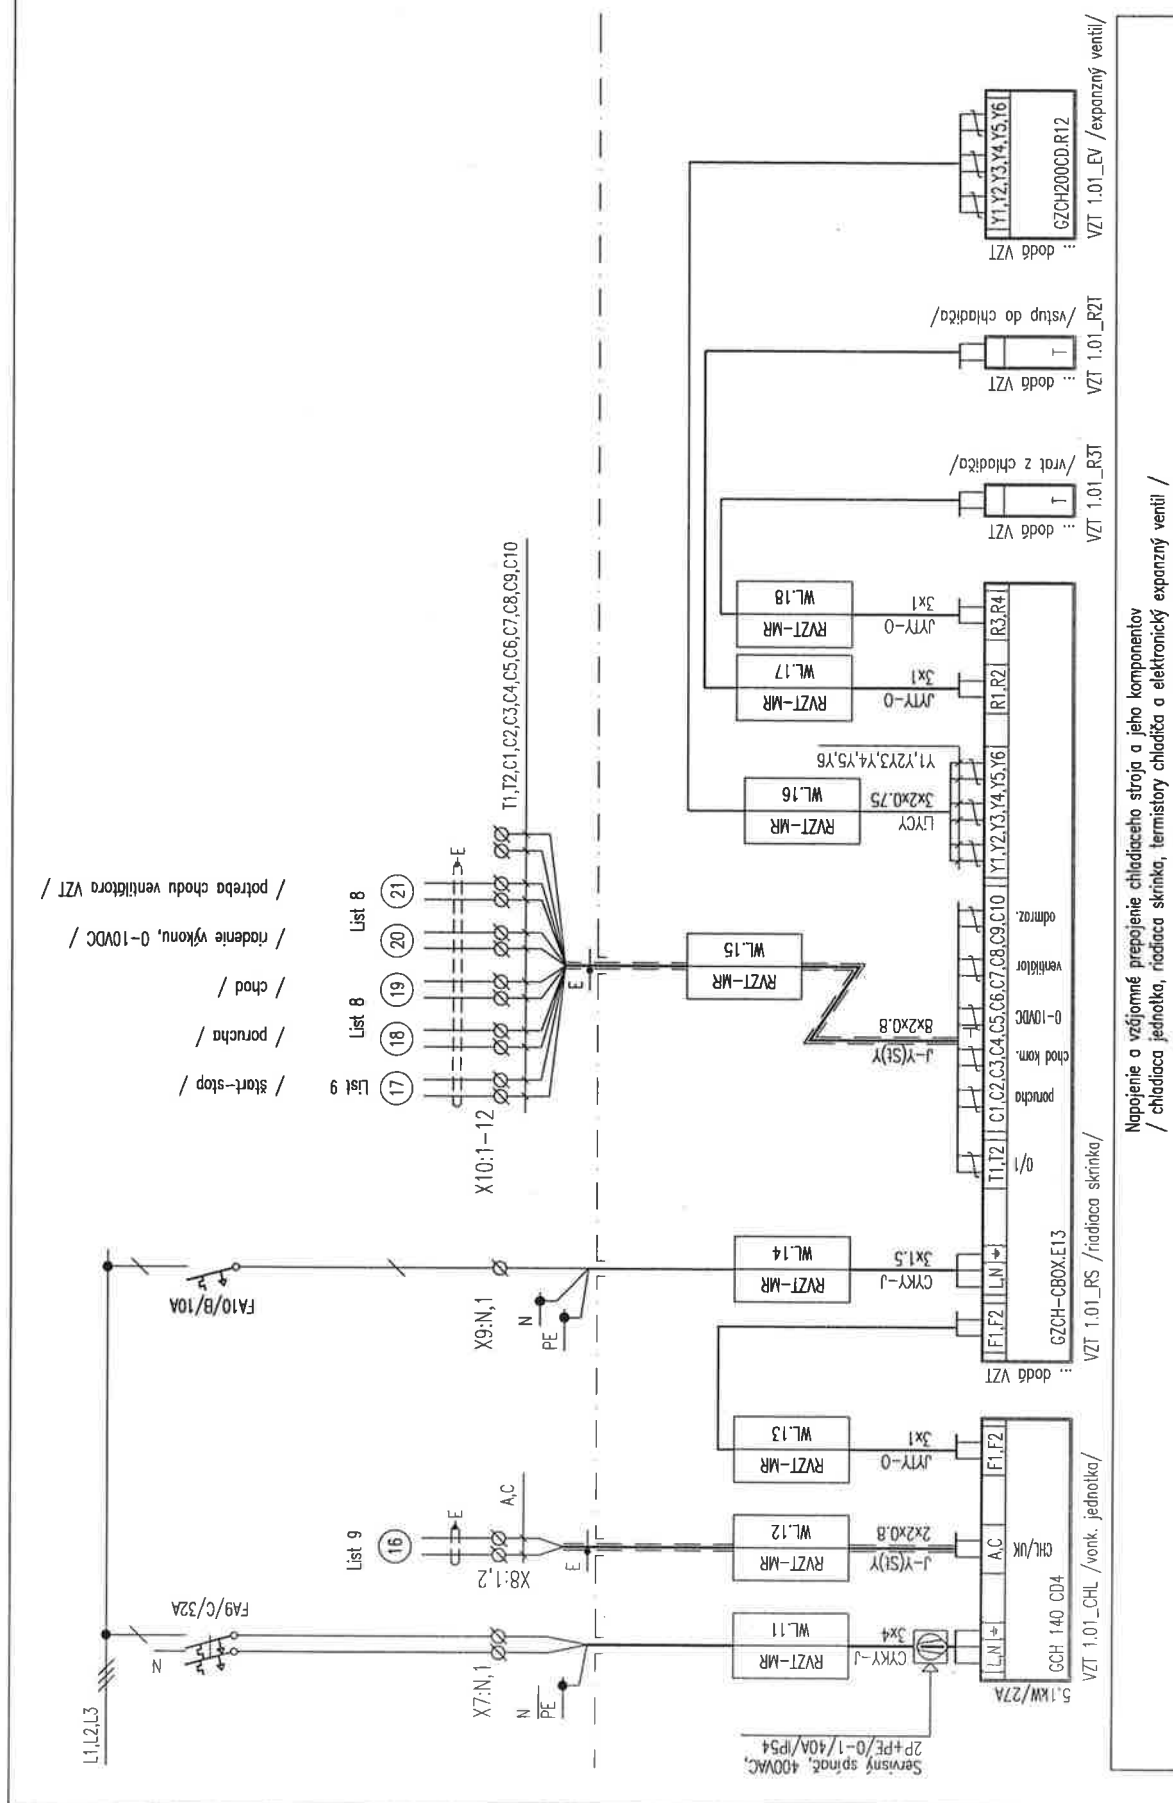 L1,L2,L3
N
FA9/C/32A
FA10/B/10A
List 9
16
/ štart-stop /
/ porucha /
/ chod /
/ riadenie výkonu, 0-10VDC /
/ potreba chodu ventilátora VZT /
List 9
List 8
List 8
17
18
19
20
21
E
E
X7:N,1
X8:1,2
A,C
X9:N,1
X10:1-12
T1,T2,C1,C2,C3,C4,C5,C6,C7,C8,C9,C10
N
PE
E
N
PE
E
RVZT-MR
WL.11
RVZT-MR
WL.12
RVZT-MR
WL.13
RVZT-MR
WL.14
RVZT-MR
WL.15
RVZT-MR
WL.16
RVZT-MR
WL.17
RVZT-MR
WL.18
Servisný spínač, 400VAC,
2P+PE/0-1/40A/IP54
CYKY-J
3x4
J-Y(St)Y
2x2x0.8
JYTY-O
3x1
CYKY-J
3x1.5
J-Y(St)Y
8x2x0.8
LiYCY
3x2x0.75
Y1,Y2Y3,Y4,Y5,Y6
JYTY-O
3x1
JYTY-O
3x1
5.1kW/27A
L,N
A,C
F1,F2
CHL/UK
GCH 140 CD4
VZT 1.01_CHL /vonk. jednotka/
... dodá VZT
F1,F2
L,N
T1,T2
C1,C2,C3,C4,C5,C6,C7,C8,C9,C10
Y1,Y2,Y3,Y4,Y5,Y6
R1,R2
R3,R4
0/1
porucha
chod kom.
0-10VDC
ventilátor
odmraz.
GZCH-CBOX.E13
VZT 1.01_RS /riadiaca skrinka/
... dodá VZT
T
/vrat z chladiča/
VZT 1.01_R3T
... dodá VZT
T
/vstup do chladiča/
VZT 1.01_R2T
... dodá VZT
Y1,Y2,Y3,Y4,Y5,Y6
GZCH200CD.R12
VZT 1.01_EV /expanzný ventil/
Napojenie a vzájomné prepojenie chladiaceho stroja a jeho komponentov
/ chladiaca jednotka, riadiaca skrinka, termistory chladiča a elektronický expanzný ventil /